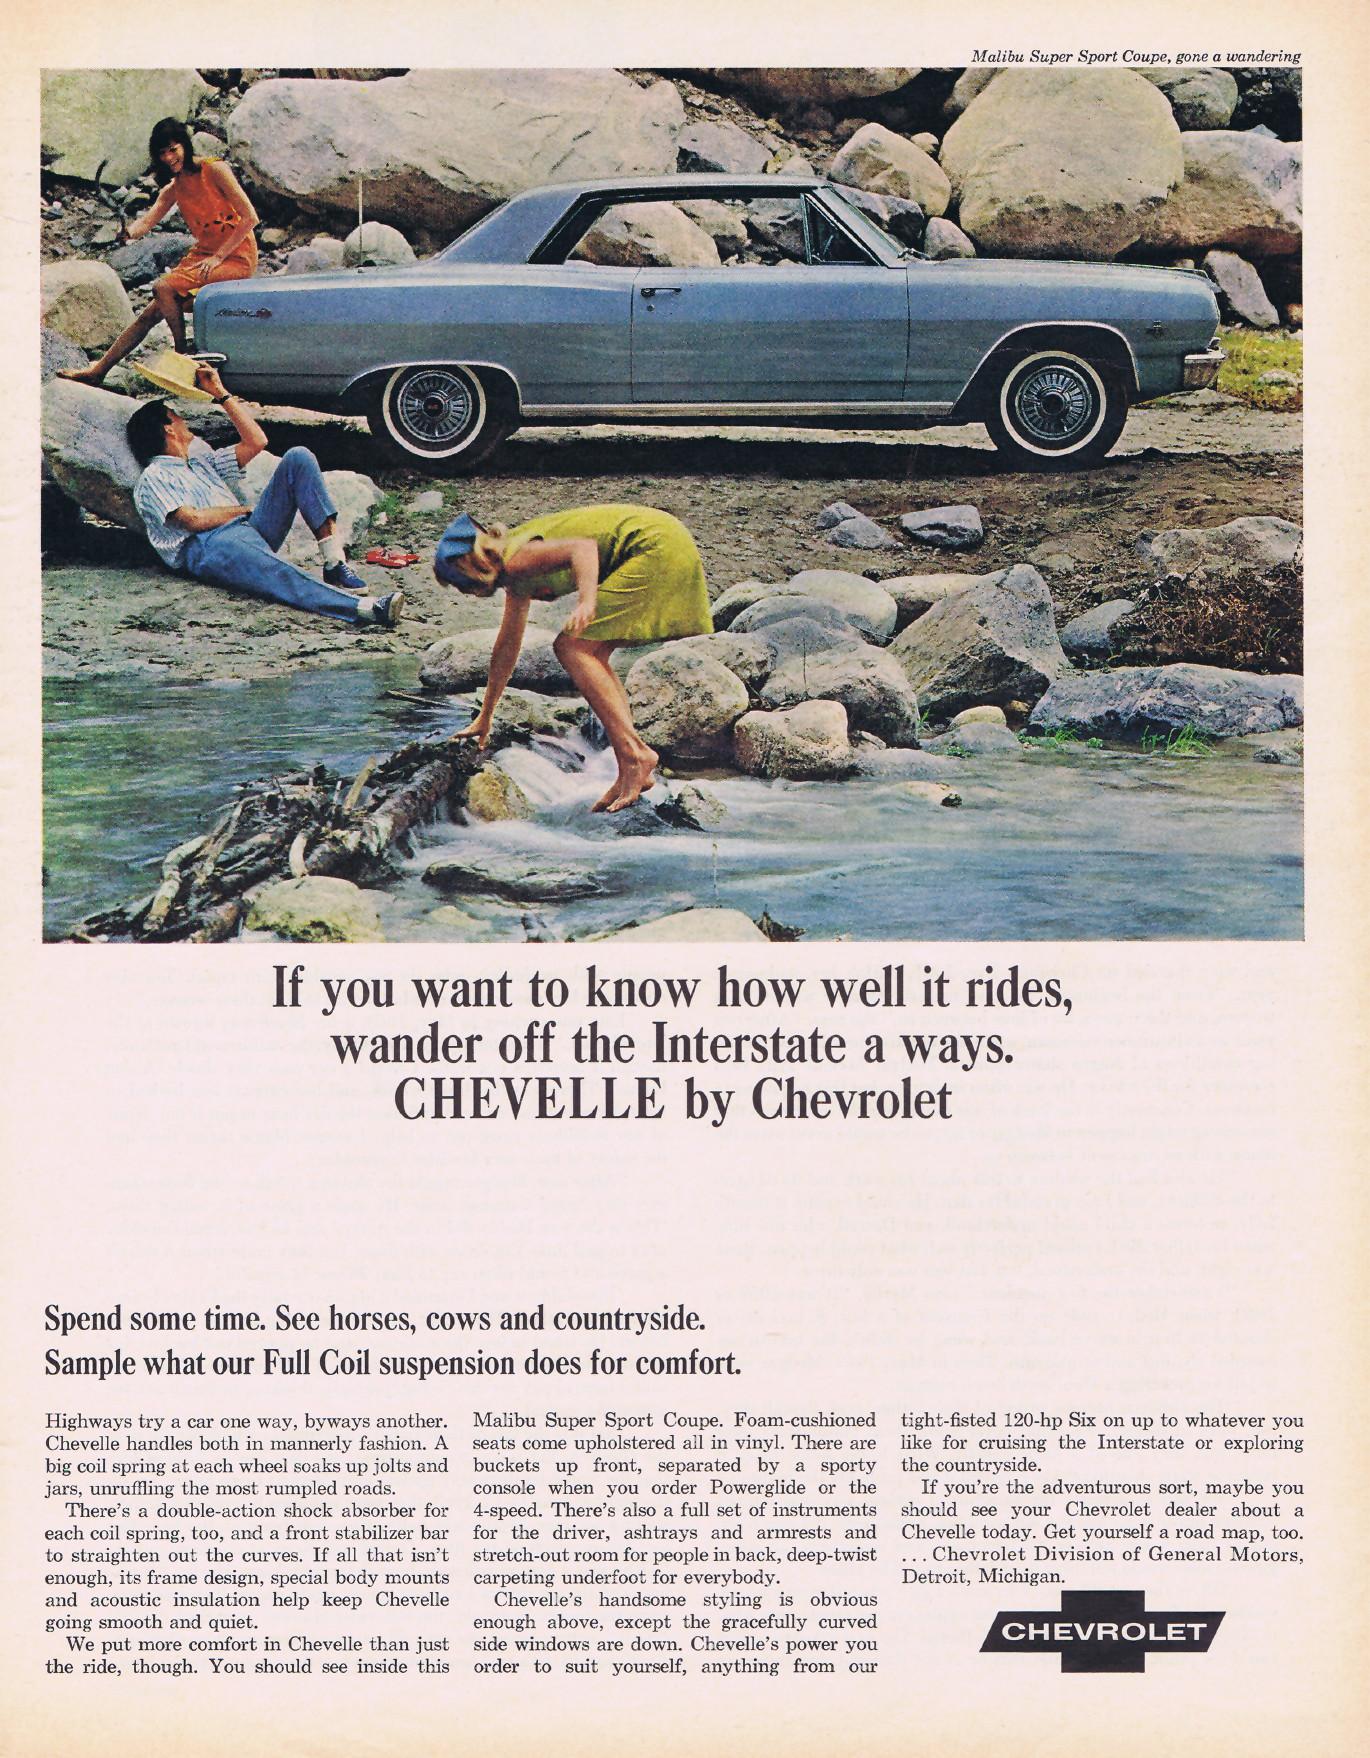 Malibu Super Sport Coupe, gone a wandering
If you want to know how well it rides,
wander off the Interstate a ways.
CHEVELLE by Chevrolet
Spend some time. See horses, cows and countryside.
Sample what our Full Coil suspension does for comfort.
Highways try a car one way, byways another.
Chevelle handles both in mannerly fashion. A
big coil spring at each wheel soaks up jolts and
jars, unruffling the most rumpled roads.
There's a double-action shock absorber for
each coil spring, too, and a front stabilizer bar
to straighten out the curves. If all that isn't
enough, its frame design, special body mounts
and acoustic insulation help keep Chevelle
going smooth and quiet.
We put more comfort in Chevelle than just
the ride, though. You should see inside this
Malibu Super Sport Coupe. Foam-cushioned
seats come upholstered all in vinyl. There are
buckets up front, separated by a sporty
console when you order Powerglide or the
4-speed. There's also a full set of instruments
for the driver, ashtrays and armrests and
stretch-out room for people in back, deep-twist
carpeting underfoot for everybody.
Chevelle's handsome styling is obvious
enough above, except the gracefully curved
side windows are down. Chevelle's power you
order to suit yourself, anything from our
tight-fisted 120-hp Six on up to whatever you
like for cruising the Interstate or exploring
the countryside.
If you're the adventurous sort, maybe you
should see your Chevrolet dealer about a
Chevelle today. Get yourself a road map, too.
. . . Chevrolet Division of General Motors,
Detroit, Michigan.
CHEVROLET